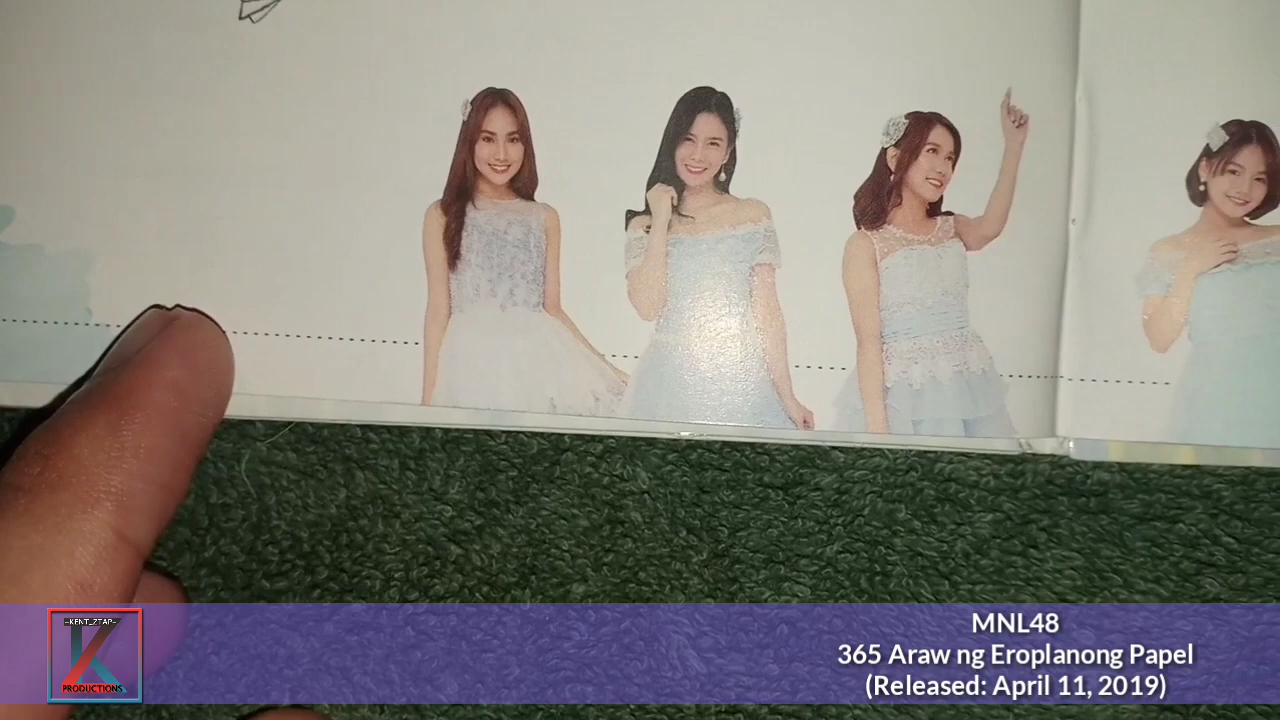 -KENT_ZTAP-
PRODUCTIONS
MNL48
365 Araw ng Eroplanong Papel
(Released: April 11, 2019)